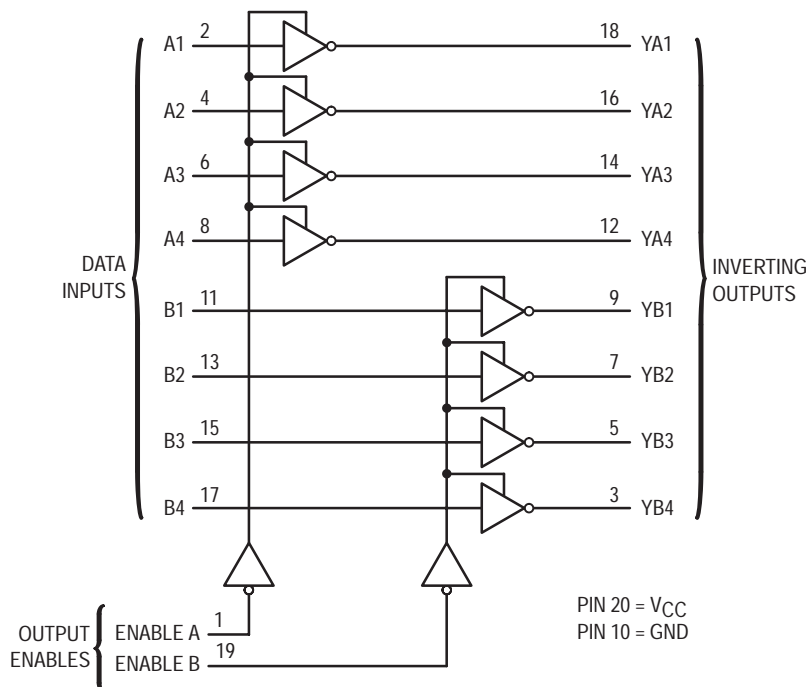 A1 2 18 YA1
A2 4 16 YA2
A3 6 14 YA3
A4 8 12 YA4
DATA INPUTS
INVERTING OUTPUTS
B1 11 9 YB1
B2 13 7 YB2
B3 15 5 YB3
B4 17 3 YB4
OUTPUT ENABLES
ENABLE A 1
ENABLE B 19
PIN 20 = VCC
PIN 10 = GND